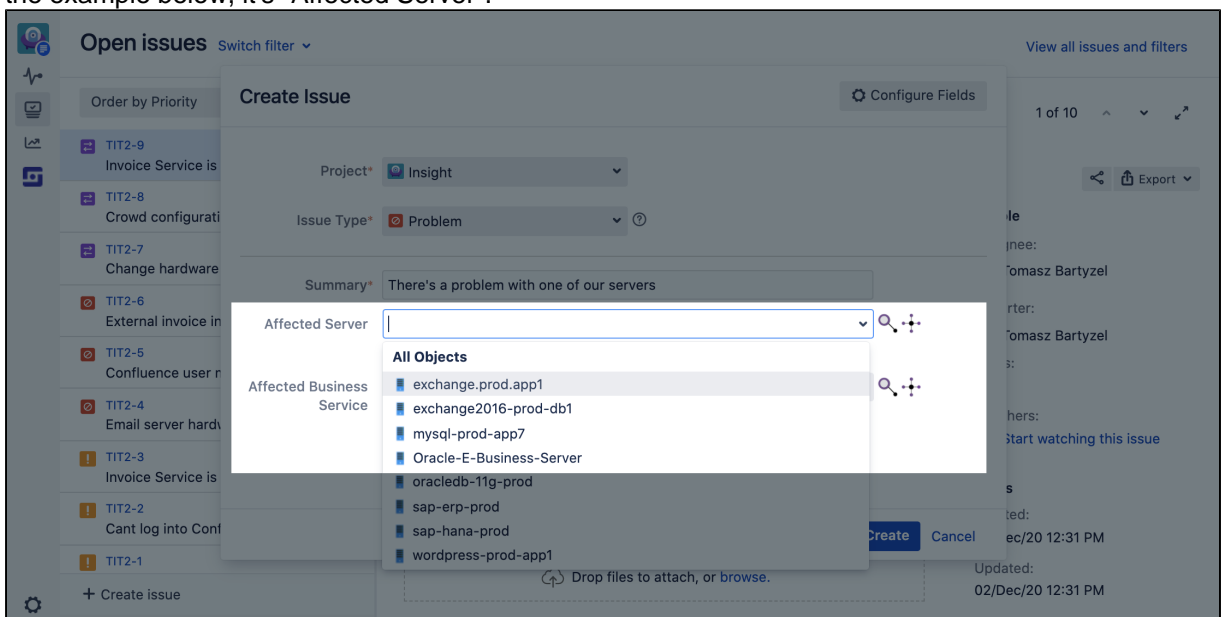 the example below, it's "Affected Server":
Open issues Switch filter
View all issues and filters
Order by Priority
Create Issue
Configure Fields
1 of 10
TIT2-9
Invoice Service is
Project* Insight
Export
TIT2-8
Crowd configurati
Issue Type* Problem
TIT2-7
Change hardware
Tomasz Bartyzel
Summary* There's a problem with one of our servers
TIT2-6
External invoice in
Affected Server
Tomasz Bartyzel
All Objects
TIT2-5
Confluence user
Affected Business
Service
exchange.prod.app1
exchange2016-prod-db1
mysql-prod-app7
Oracle-E-Business-Server
oracledb-11g-prod
sap-erp-prod
sap-hana-prod
wordpress-prod-app1
TIT2-4
Email server hardw
Start watching this issue
TIT2-3
Invoice Service is
TIT2-2
Cant log into Conf
Create Cancel
Dec/20 12:31 PM
TIT2-1
Drop files to attach, or browse.
Updated:
02/Dec/20 12:31 PM
+ Create issue